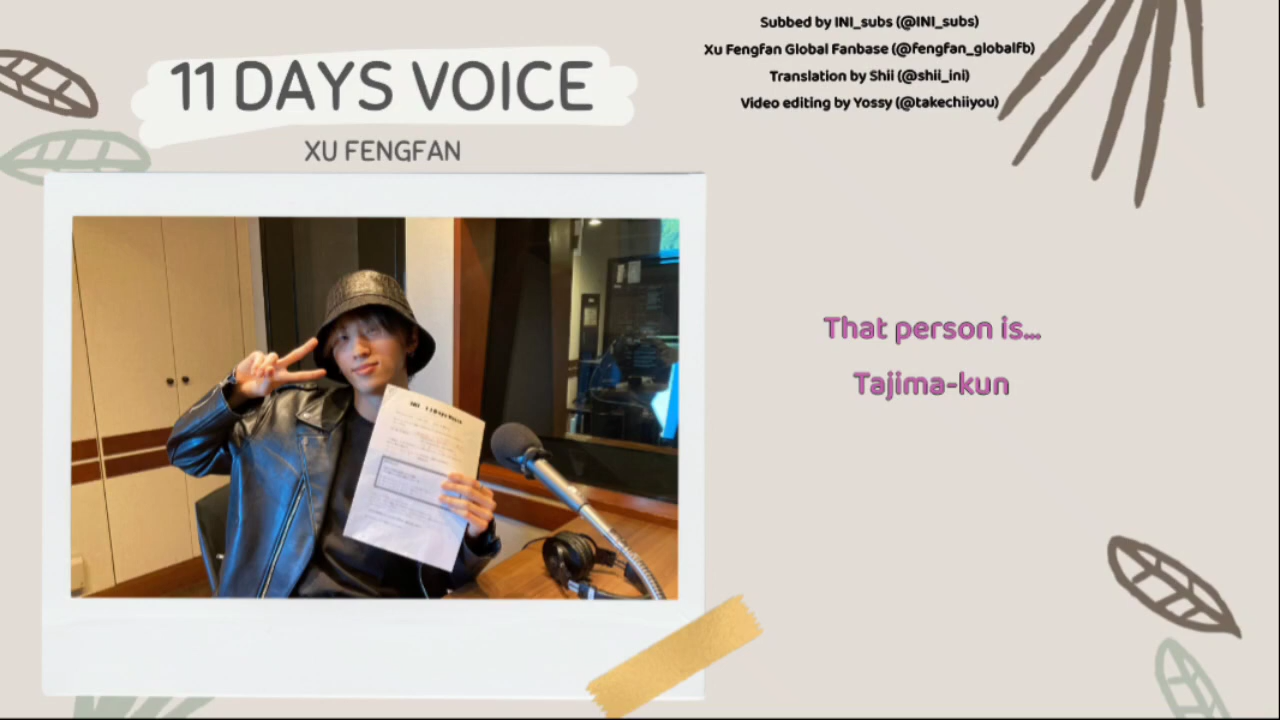 11 DAYS VOICE
XU FENGFAN
Subbed by INI_subs (@INI_subs)
Xu Fengfan Global Fanbase (@fengfan_globalfb)
Translation by Shii (@shii_ini)
Video editing by Yossy (@takechiiyou)
That person is...
Tajima-kun